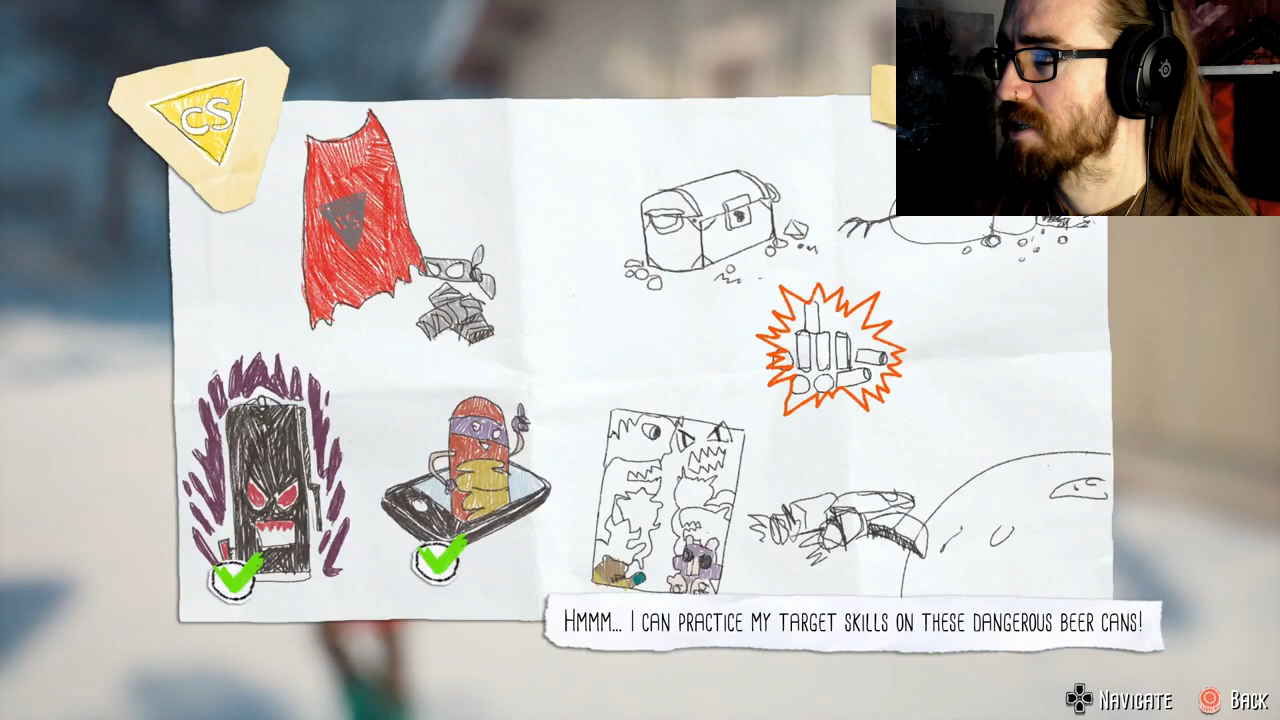 CS
HMMM... I CAN PRACTICE MY TARGET SKILLS ON THESE DANGEROUS BEER CANS!
NAVIGATE
BACK